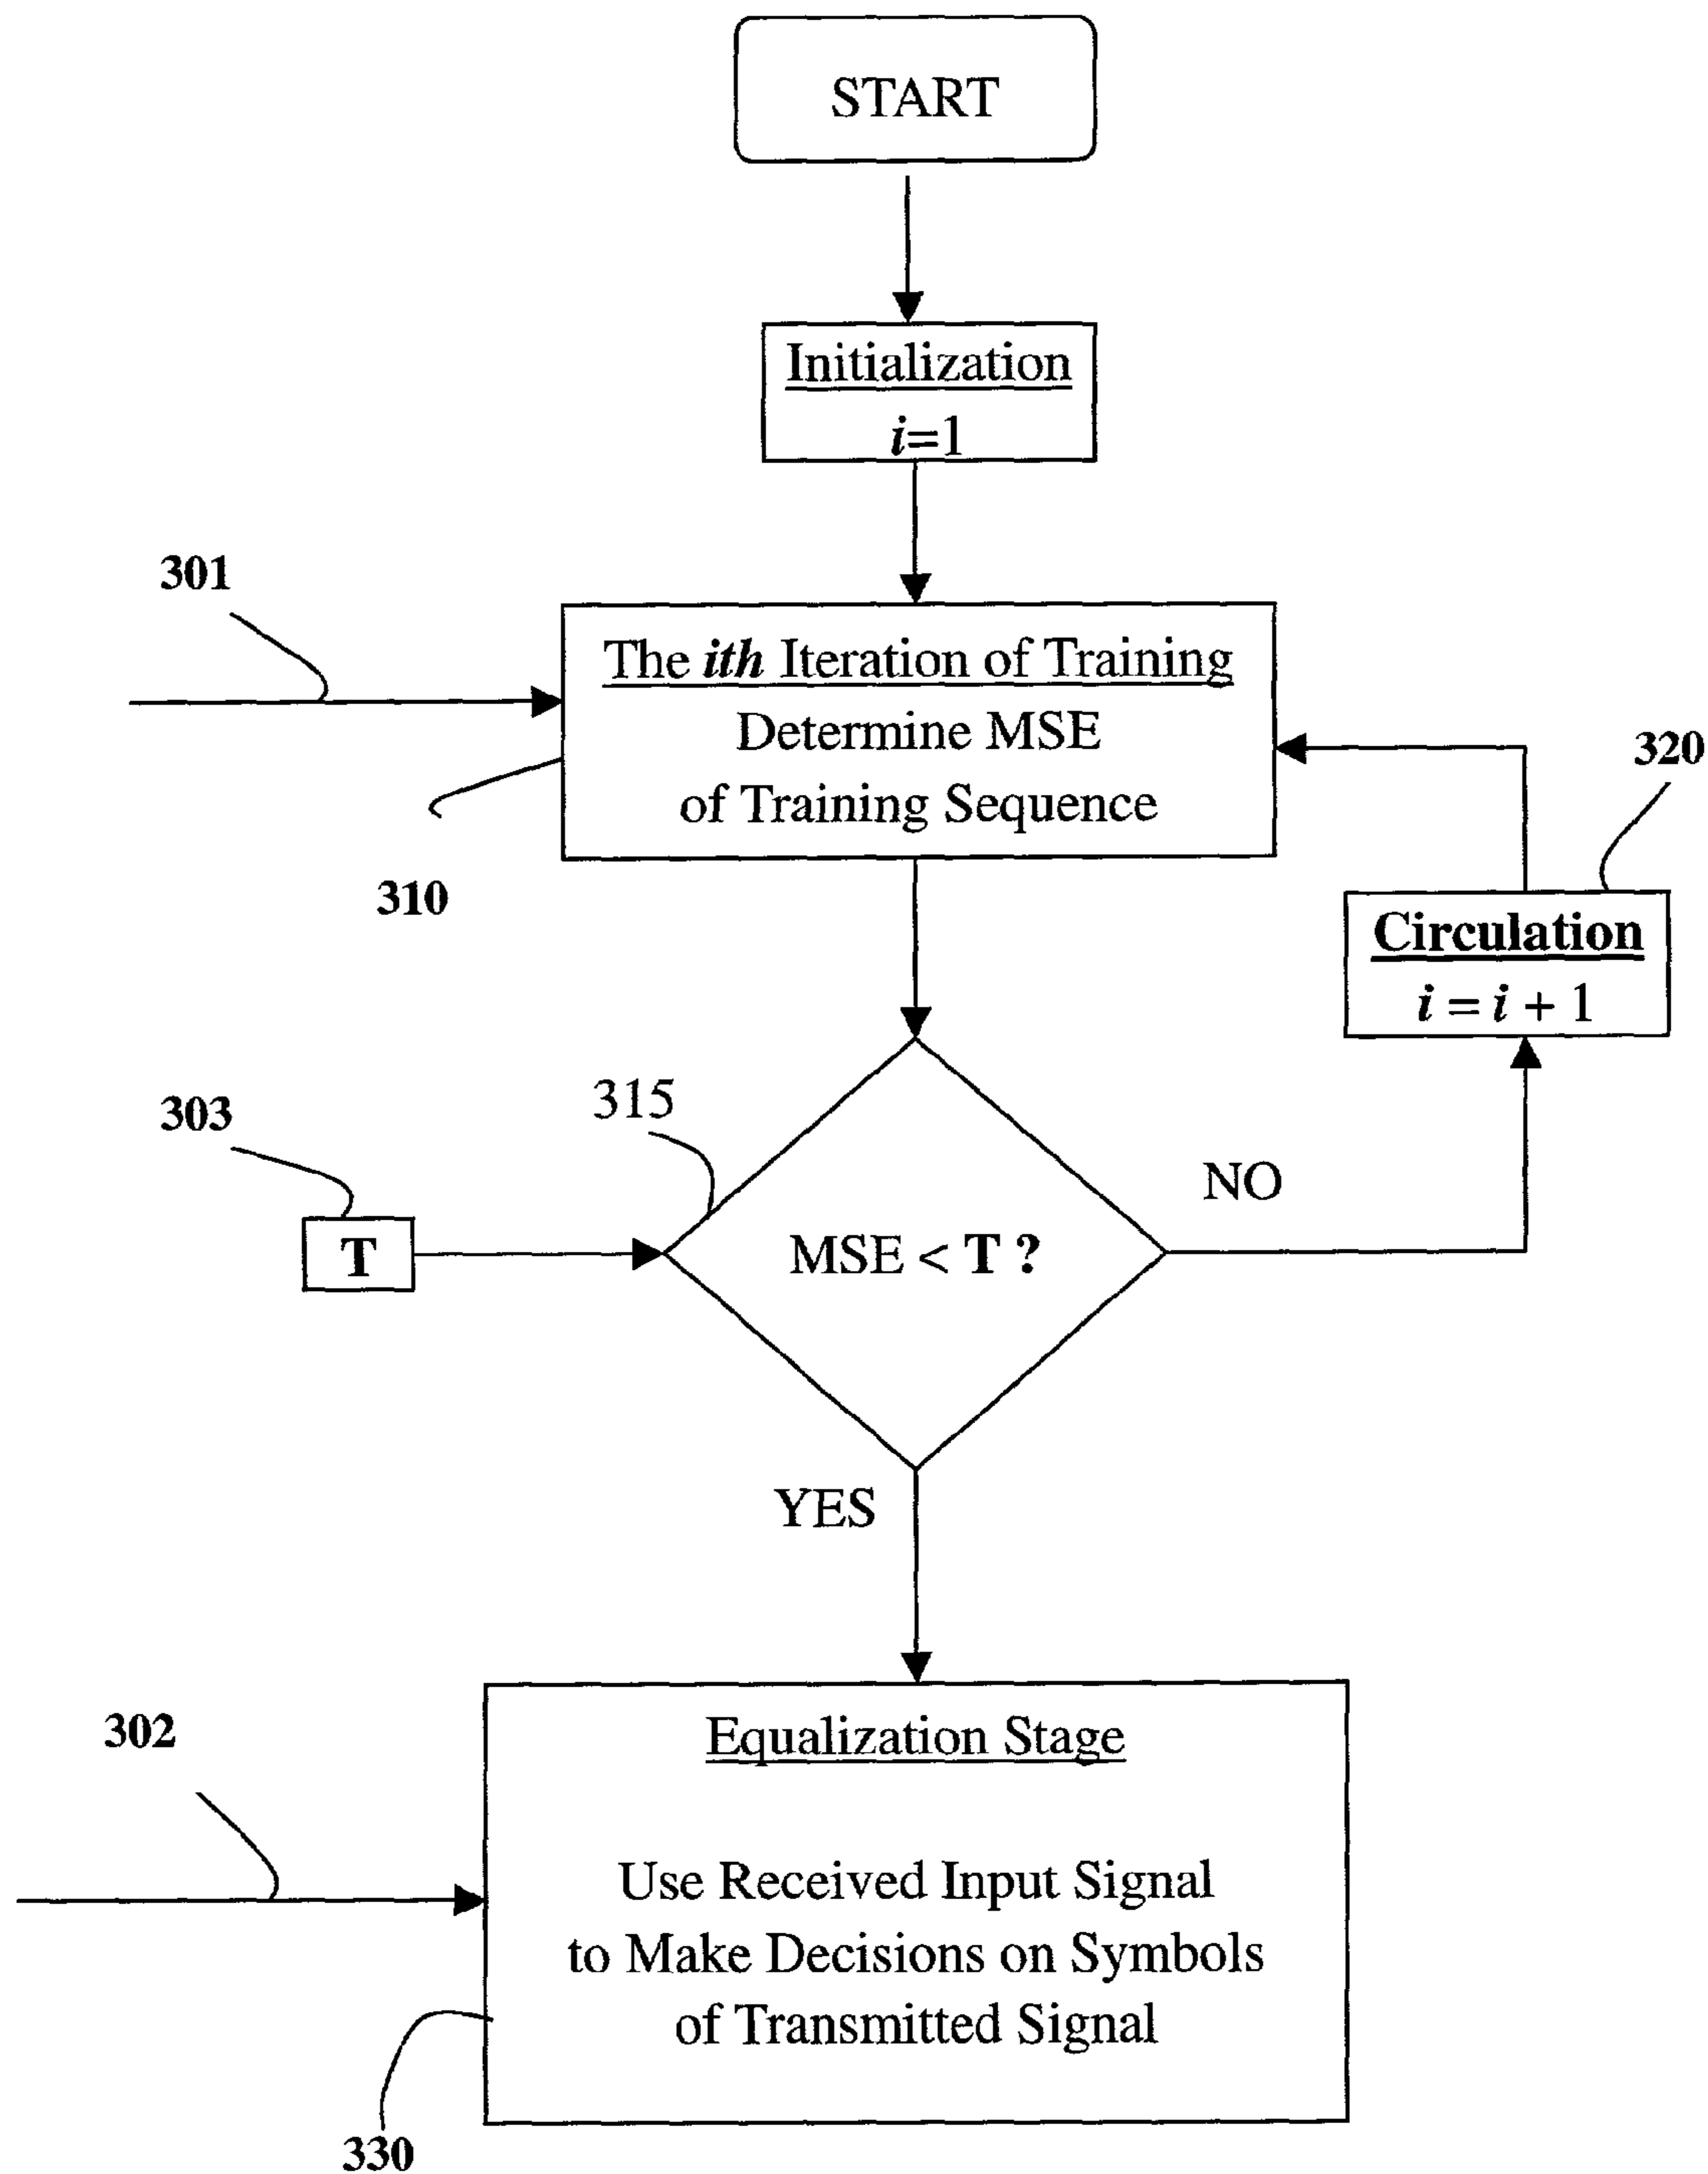 START
Initialization
i=1
301
The ith Iteration of Training
Determine MSE
of Training Sequence
320
310
Circulation
i = i + 1
315
303
NO
T
MSE < T ?
YES
302
Equalization Stage
Use Received Input Signal
to Make Decisions on Symbols
of Transmitted Signal
330